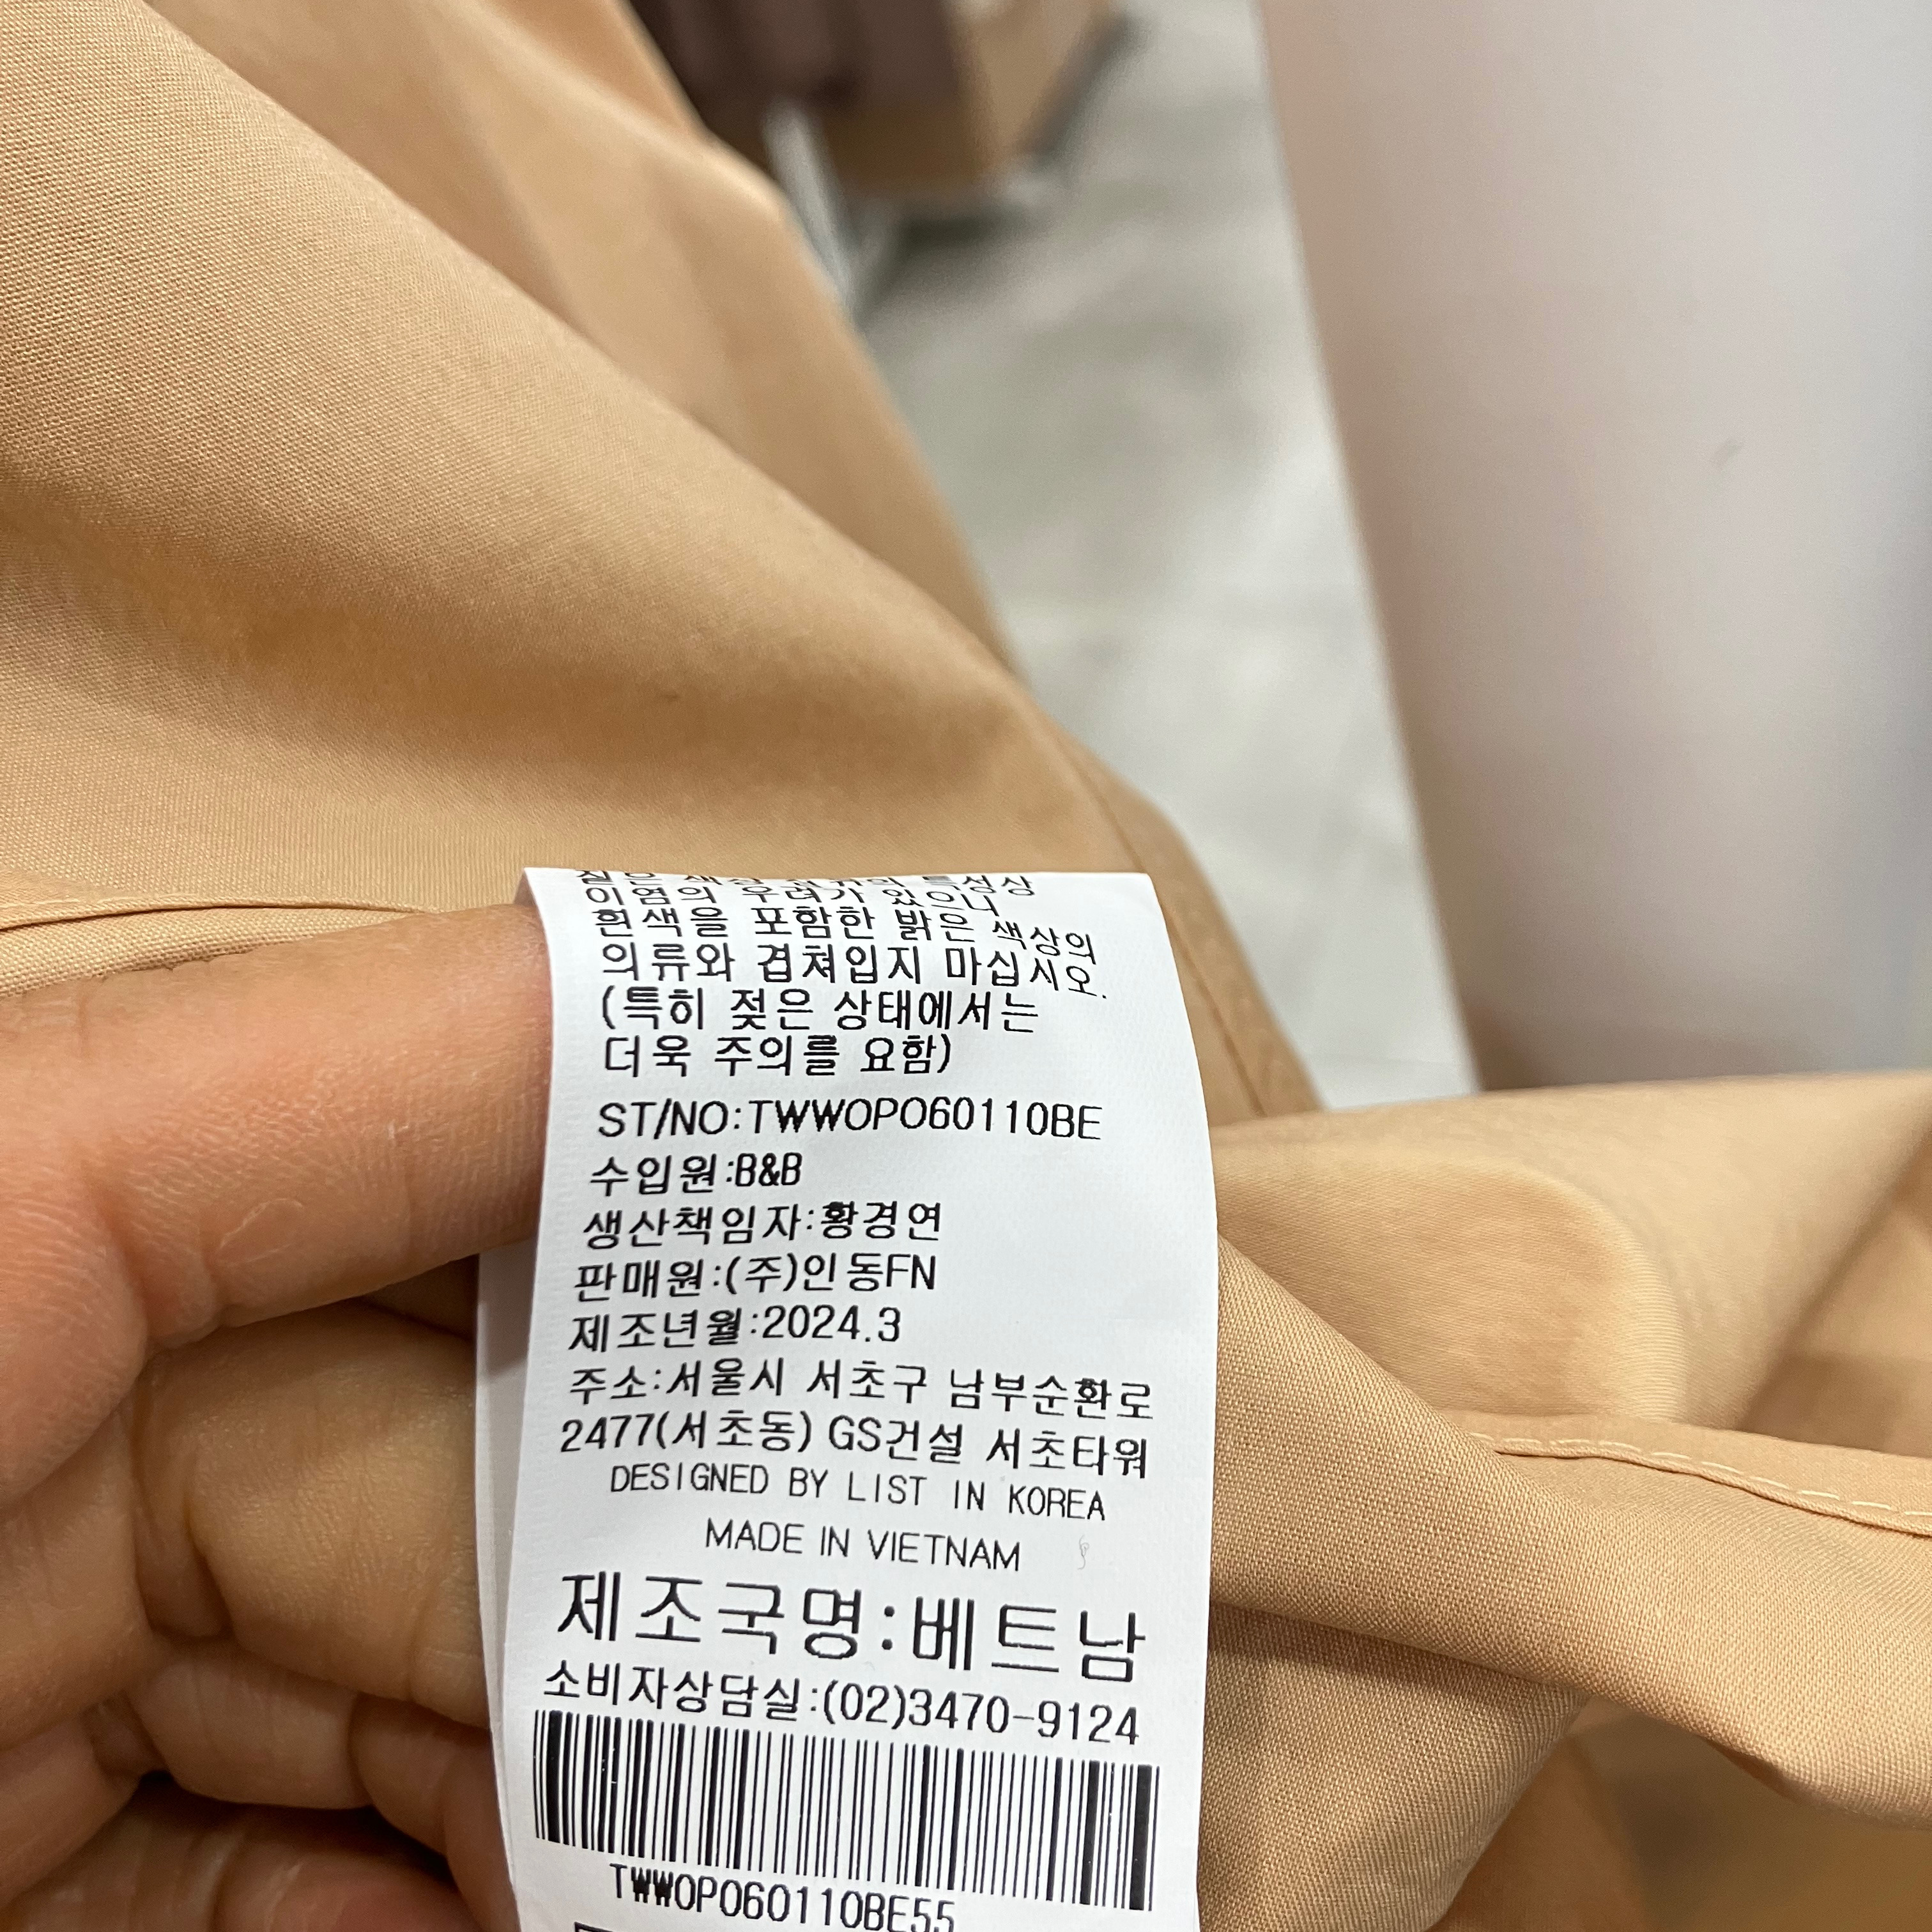 이염의 우려가 있으니
흰색을 포함한 밝은 색상의
의류와 겹쳐입지 마십시오.
(특히 젖은 상태에서는
더욱 주의를 요함)
ST/NO:TWWOPO60110BE
수입원:B&B
생산책임자:황경연
판매원:(주)인동FN
제조년월:2024.3
주소:서울시 서초구 남부순환로
2477(서초동) GS건설 서초타워
DESIGNED BY LIST IN KOREA
MADE IN VIETNAM
제조국명:베트남
소비자상담실:(02)3470-9124
TWWOPO60110BE55